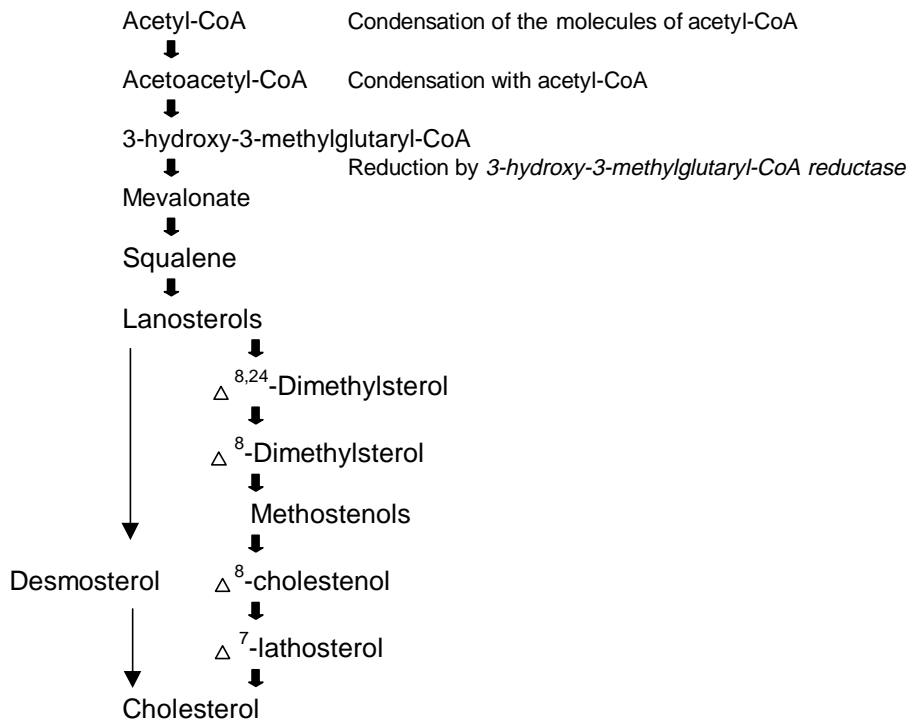 Acetyl-CoA Condensation of the molecules of acetyl-CoA
Acetoacetyl-CoA Condensation with acetyl-CoA
3-hydroxy-3-methylglutaryl-CoA
Reduction by 3-hydroxy-3-methylglutaryl-CoA reductase
Mevalonate
Squalene
Lanosterols
△ 8,24-Dimethylsterol
△ 8-Dimethylsterol
Methostenols
Desmosterol △ 8-cholestenol
△ 7-lathosterol
Cholesterol